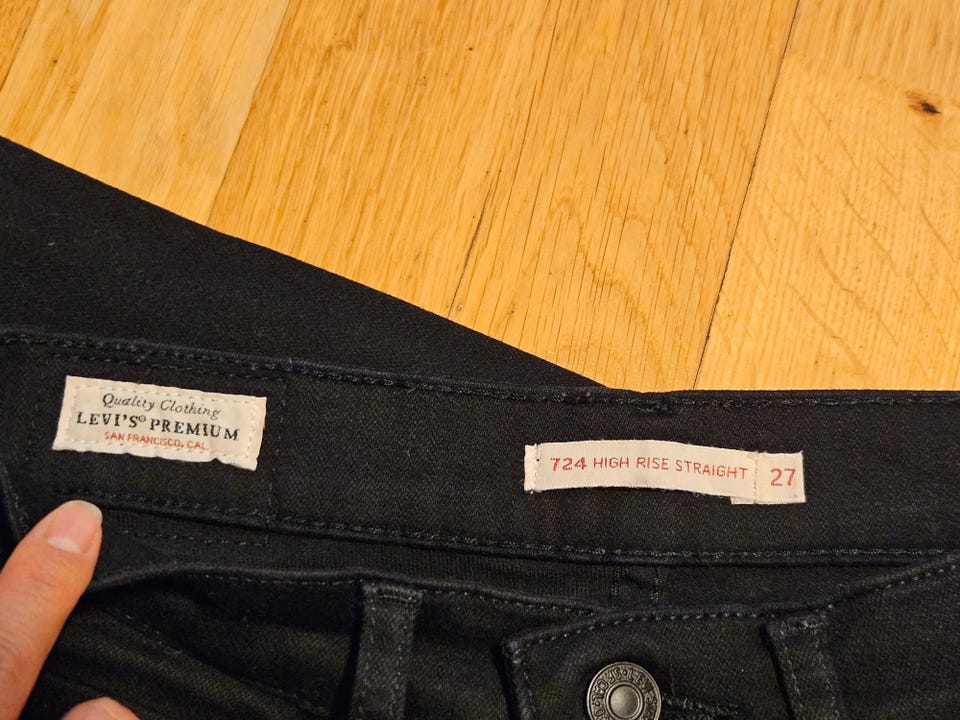 Quality Clothing
LEVI'S® PREMIUM
SAN FRANCISCO, CAL.
724 HIGH RISE STRAIGHT 27